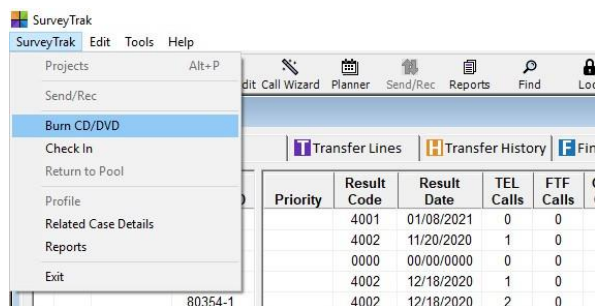 SurveyTrak
SurveyTrak Edit Tools Help
Projects Alt+P
Send/Rec
Burn CD/DVD
Check In
Return to Pool
Profile
Related Case Details
Reports
Exit
dit Call Wizard Planner Send/Rec Reports Find Loc
T Transfer Lines H Transfer History F Fin
Priority Result Code Result Date TEL Calls FTF Calls
4001 01/08/2021 0 0
4002 11/20/2020 1 0
0000 00/00/0000 0 0
4002 12/18/2020 1 0
80354-1 4002 12/18/2020 2 0